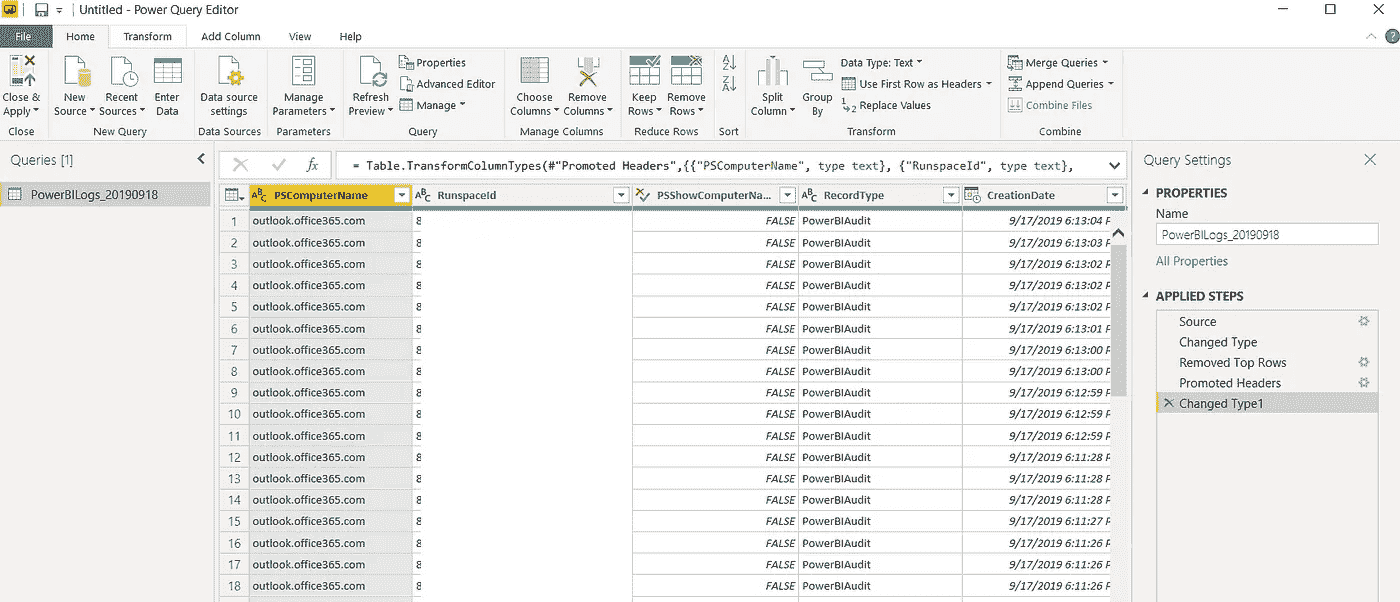 Untitled - Power Query Editor
File Home Transform Add Column View Help
Close & Apply New Source Recent Sources Enter Data Data source settings Manage Parameters Refresh Preview Properties Advanced Editor Manage Choose Columns Remove Columns Keep Rows Remove Rows Split Column Group By Data Type: Text Use First Row as Headers Replace Values Merge Queries Append Queries Combine Files
Close New Query Data Sources Parameters Query Manage Columns Reduce Rows Sort Transform Combine
Queries [1]
PowerBILogs_20190918
fx = Table.TransformColumnTypes(#"Promoted Headers",{{"PSComputerName", type text}, {"RunspaceId", type text},
ABC PSComputerName ABC RunspaceId PSShowComputerNa... ABC RecordType CreationDate
1 outlook.office365.com 8 FALSE PowerBIAudit 9/17/2019 6:13:04 P
2 outlook.office365.com 8 FALSE PowerBIAudit 9/17/2019 6:13:03 P
3 outlook.office365.com 8 FALSE PowerBIAudit 9/17/2019 6:13:02 P
4 outlook.office365.com 8 FALSE PowerBIAudit 9/17/2019 6:13:02 P
5 outlook.office365.com 8 FALSE PowerBIAudit 9/17/2019 6:13:02 P
6 outlook.office365.com 8 FALSE PowerBIAudit 9/17/2019 6:13:01 P
7 outlook.office365.com 8 FALSE PowerBIAudit 9/17/2019 6:13:00 P
8 outlook.office365.com 8 FALSE PowerBIAudit 9/17/2019 6:13:00 P
9 outlook.office365.com 8 FALSE PowerBIAudit 9/17/2019 6:12:59 P
10 outlook.office365.com 8 FALSE PowerBIAudit 9/17/2019 6:12:59 P
11 outlook.office365.com 8 FALSE PowerBIAudit 9/17/2019 6:12:59 P
12 outlook.office365.com 8 FALSE PowerBIAudit 9/17/2019 6:11:28 P
13 outlook.office365.com 8 FALSE PowerBIAudit 9/17/2019 6:11:28 P
14 outlook.office365.com 8 FALSE PowerBIAudit 9/17/2019 6:11:28 P
15 outlook.office365.com 8 FALSE PowerBIAudit 9/17/2019 6:11:27 P
16 outlook.office365.com 8 FALSE PowerBIAudit 9/17/2019 6:11:26 P
17 outlook.office365.com 8 FALSE PowerBIAudit 9/17/2019 6:11:26 P
18 outlook.office365.com 8 FALSE PowerBIAudit 9/17/2019 6:11:26 P
Query Settings
PROPERTIES
Name
PowerBILogs_20190918
All Properties
APPLIED STEPS
Source
Changed Type
Removed Top Rows
Promoted Headers
Changed Type1